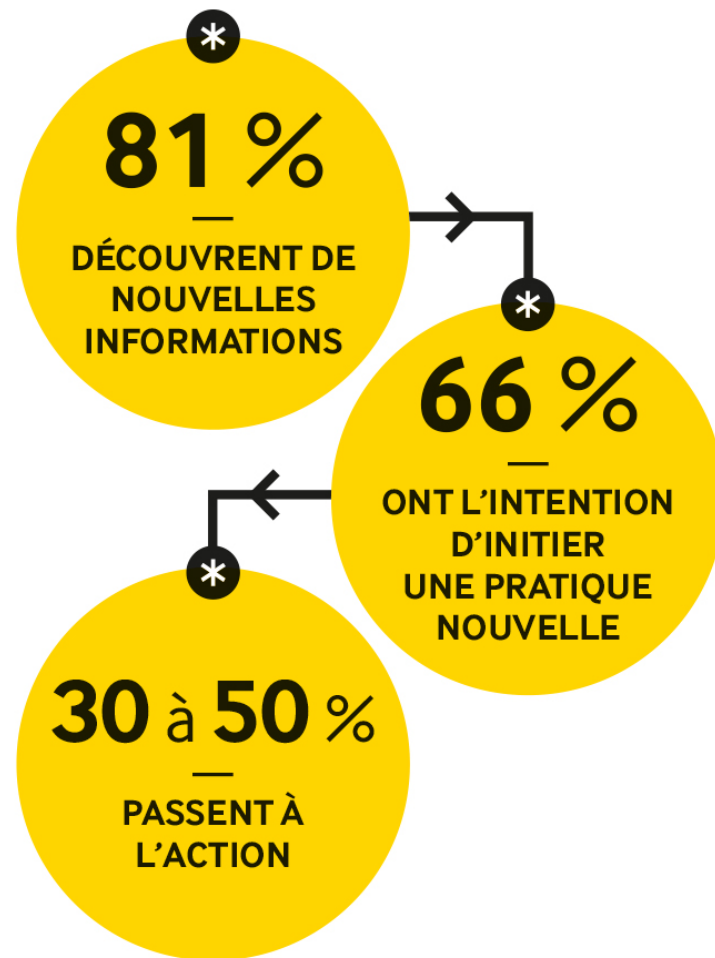 81 %
DÉCOUVRENT DE
NOUVELLES
INFORMATIONS
66 %
ONT L’INTENTION
D’INITIER
UNE PRATIQUE
NOUVELLE
30 à 50 %
PASSENT À
L’ACTION